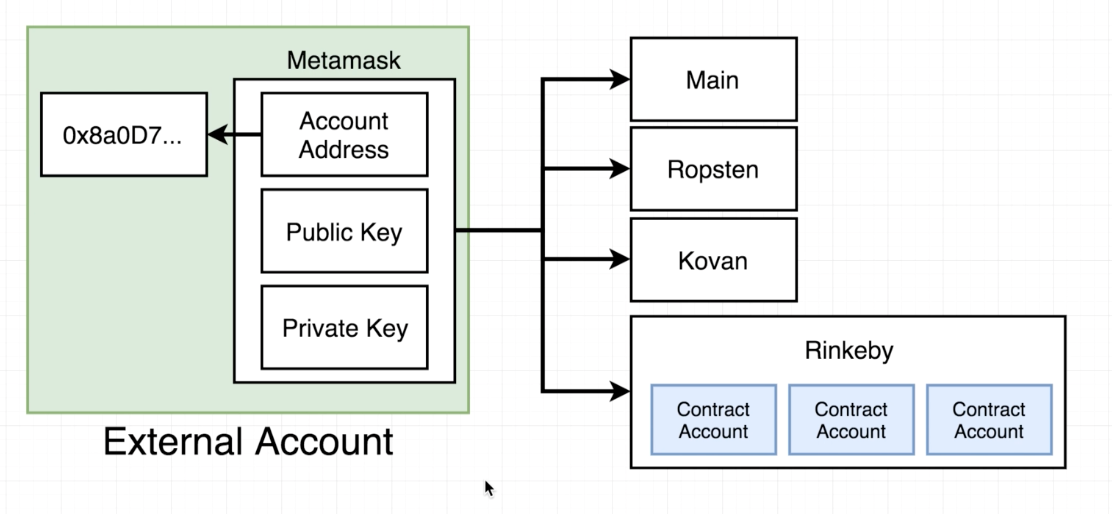 Metamask
0x8a0D7...
Account
Address
Public Key
Private Key
External Account
Main
Ropsten
Kovan
Rinkeby
Contract
Account
Contract
Account
Contract
Account